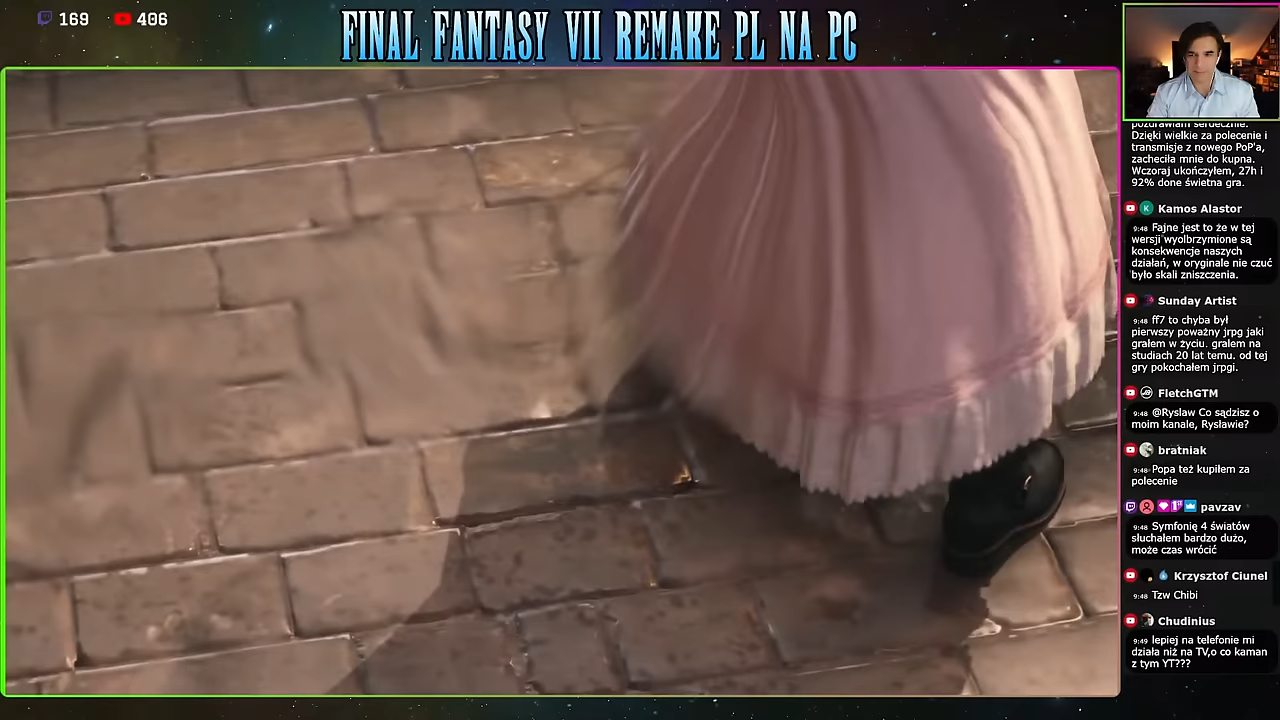 169 406
FINAL FANTASY VII REMAKE PL NA PC
pozdrawiam serdecznie.
Dzięki wielkie za polecenie i
transmisje z nowego PoP'a,
zachecíła mnie do kupna.
Wczoraj ukończyłem, 27h i
92% done świetna gra.
K Kamos Alastor
9:48 Fajne jest to że w tej
wersji wyolbrzymione są
konsekwencje naszych
działań, w oryginale nie czuć
było skali zniszczenia.
Sunday Artist
9:48 ff7 to chyba był
pierwszy poważny jrpg jaki
grałem w życiu. grałem na
studiach 20 lat temu. od tej
gry pokochałem jrpgi.
FletchGTM
9:48 @Ryslaw Co sądzisz o
moim kanale, Rysławie?
bratniak
9:48 Popa też kupiłem za
polecenie
pavzav
9:48 Symfonię 4 światów
słuchałem bardzo dużo,
może czas wrócić
Krzysztof Ciunel
9:48 Tzw Chibi
Chudinius
9:49 lepiej na telefonie mi
działa niż na TV,o co kaman
z tym YT???